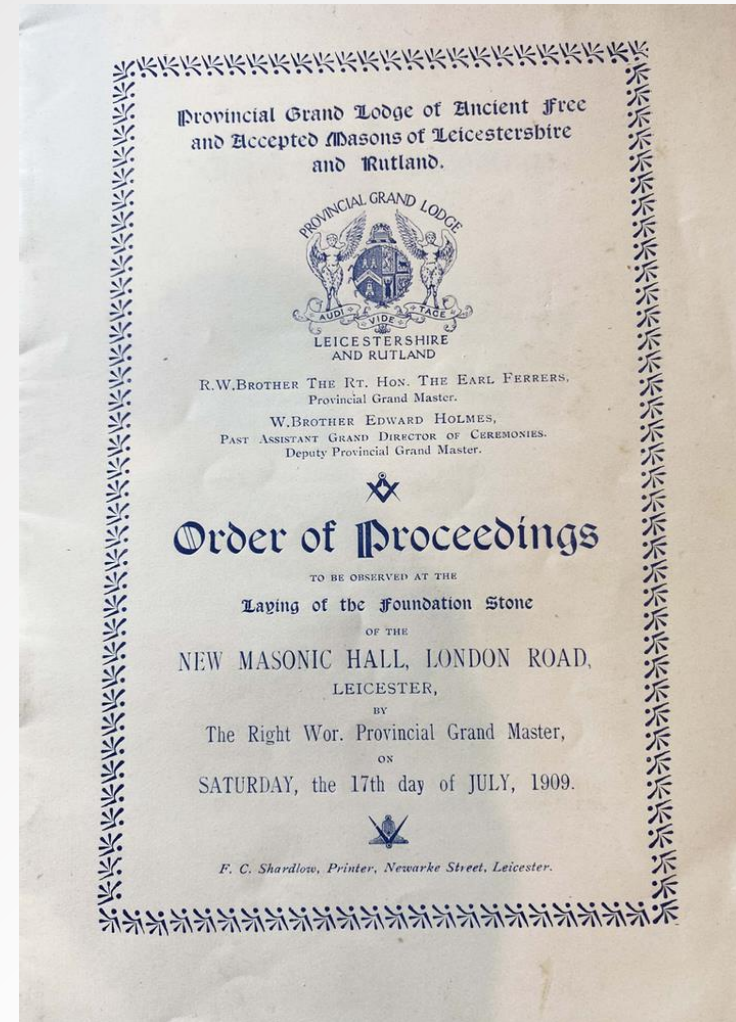 Provincial Grand Lodge of Ancient Free
and Accepted Masons of Leicestershire
and Rutland.
PROVINCIAL GRAND LODGE
AUDI VIDE TACE
LEICESTERSHIRE
AND RUTLAND
R.W.BROTHER THE RT. HON. THE EARL FERRERS,
Provincial Grand Master.
W.BROTHER EDWARD HOLMES,
PAST ASSISTANT GRAND DIRECTOR OF CEREMONIES.
Deputy Provincial Grand Master.
Order of Proceedings
TO BE OBSERVED AT THE
Laying of the Foundation Stone
OF THE
NEW MASONIC HALL, LONDON ROAD,
LEICESTER,
BY
The Right Wor. Provincial Grand Master,
ON
SATURDAY, the 17th day of JULY, 1909.
F. C. Shardlow, Printer, Newarke Street, Leicester.